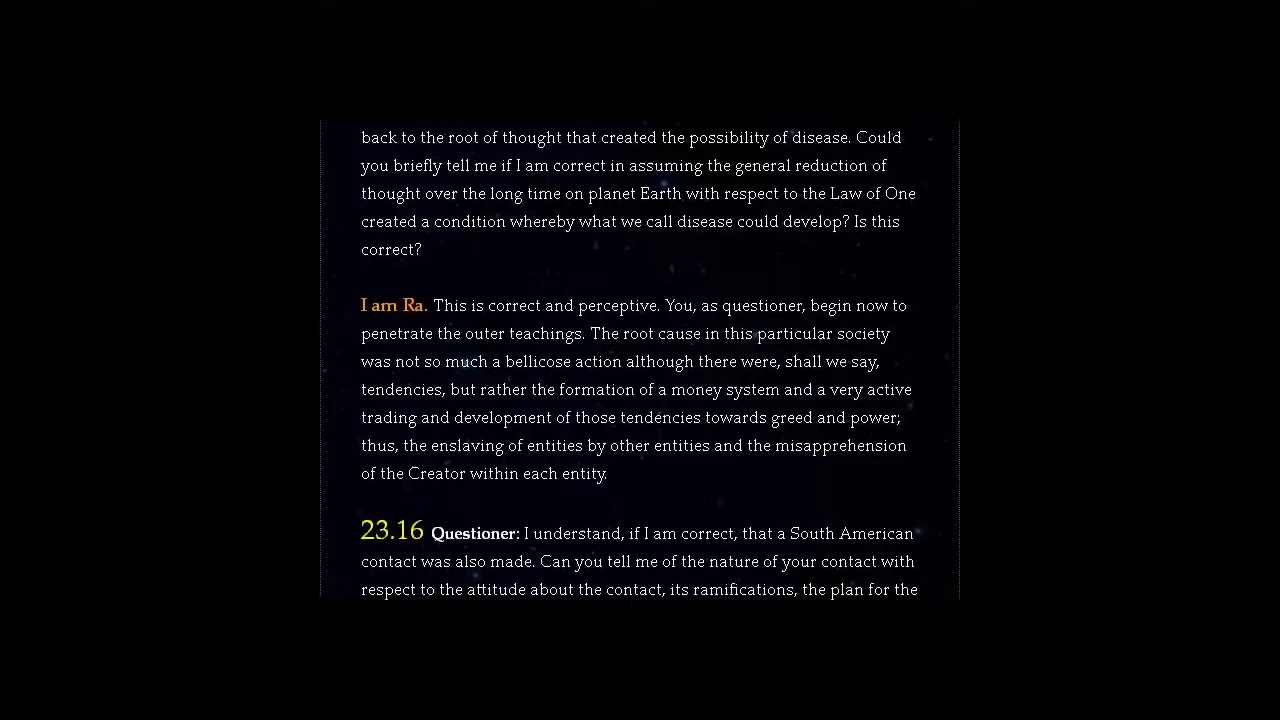 back to the root of thought that created the possibility of disease. Could
you briefly tell me if I am correct in assuming the general reduction of
thought over the long time on planet Earth with respect to the Law of One
created a condition whereby what we call disease could develop? Is this
correct?
I am Ra. This is correct and perceptive. You, as questioner, begin now to
penetrate the outer teachings. The root cause in this particular society
was not so much a bellicose action although there were, shall we say,
tendencies, but rather the formation of a money system and a very active
trading and development of those tendencies towards greed and power;
thus, the enslaving of entities by other entities and the misapprehension
of the Creator within each entity.
23.16 Questioner: I understand, if I am correct, that a South American
contact was also made. Can you tell me of the nature of your contact with
respect to the attitude about the contact, its ramifications, the plan for the